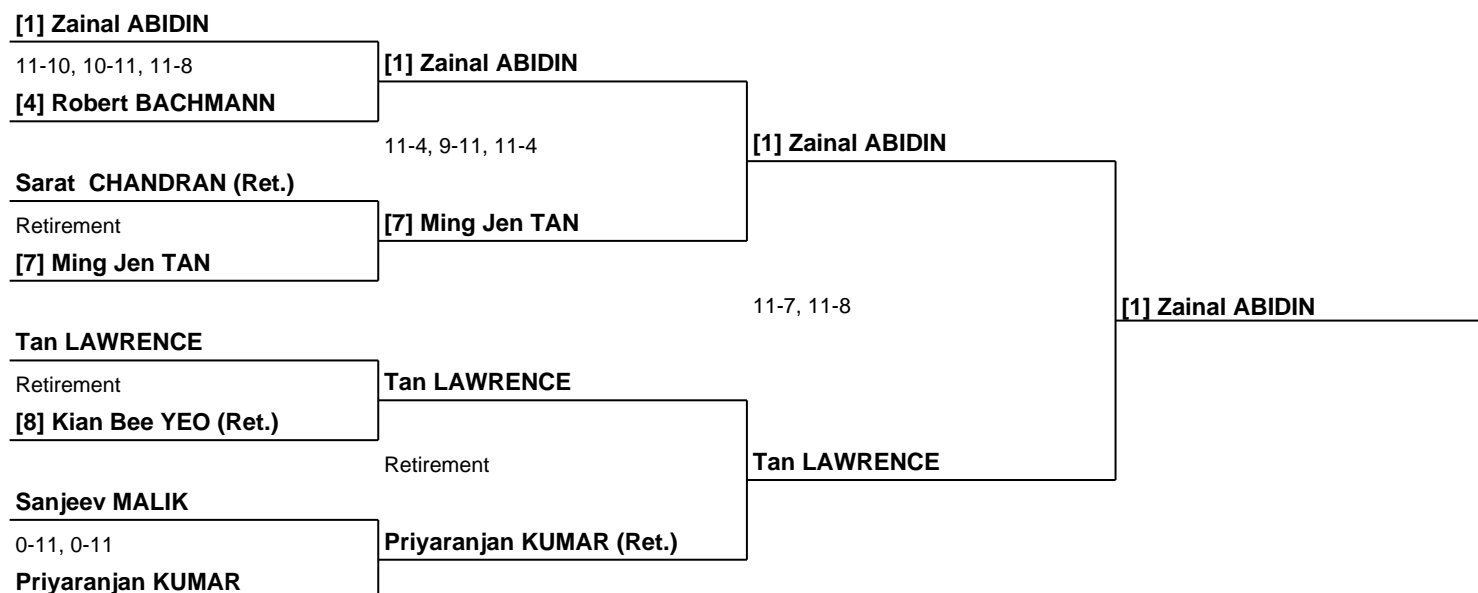 [1] Zainal ABIDIN
11-10, 10-11, 11-8
[1] Zainal ABIDIN
[4] Robert BACHMANN
11-4, 9-11, 11-4
[1] Zainal ABIDIN
Sarat CHANDRAN (Ret.)
Retirement
[7] Ming Jen TAN
[7] Ming Jen TAN
11-7, 11-8
[1] Zainal ABIDIN
Tan LAWRENCE
Retirement
Tan LAWRENCE
[8] Kian Bee YEO (Ret.)
Retirement
Tan LAWRENCE
Sanjeev MALIK
0-11, 0-11
Priyaranjan KUMAR (Ret.)
Priyaranjan KUMAR